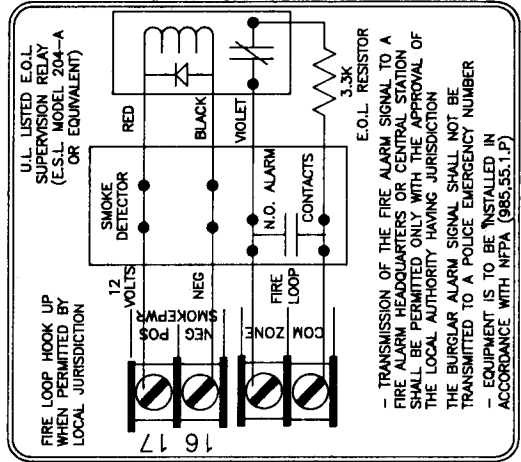 FIRE LOOP HOOK UP
WHEN PERMITTED BY
LOCAL JURISDICTION
U.L. LISTED E.O.L.
SUPERVISION RELAY
(E.S.L. MODEL 204-A
OR EQUIVALENT)
12
VOLTS
SMOKE
DETECTOR
RED
NEG
BLACK
VIOLET
FIRE
LOOP
N.O. ALARM
CONTACTS
3.3K
E.O.L. RESISTOR
POS
NEG
SMOKEPWR
COM ZONE
16 17
- TRANSMISSION OF THE FIRE ALARM SIGNAL TO A
FIRE ALARM HEADQUARTERS OR CENTRAL STATION
SHALL BE PERMITTED ONLY WITH THE APPROVAL OF
THE LOCAL AUTHORITY HAVING JURISDICTION
THE BURGLAR ALARM SIGNAL SHALL NOT BE
TRANSMITTED TO A POLICE EMERGENCY NUMBER
- EQUIPMENT IS TO BE INSTALLED IN
ACCORDANCE WITH NFPA (985,55.1.P)